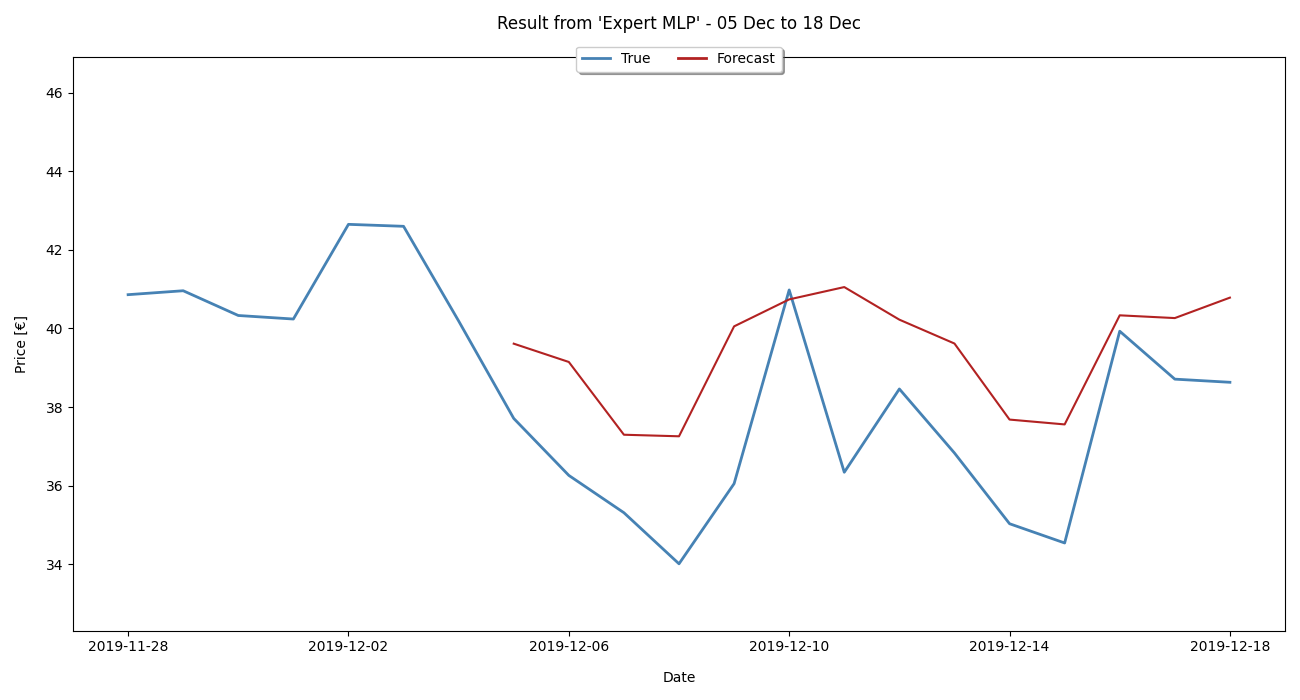 Result from 'Expert MLP' - 05 Dec to 18 Dec
True Forecast
46
44
42
40
38
36
34
Price [€]
2019-11-28 2019-12-02 2019-12-06 2019-12-10 2019-12-14 2019-12-18
Date